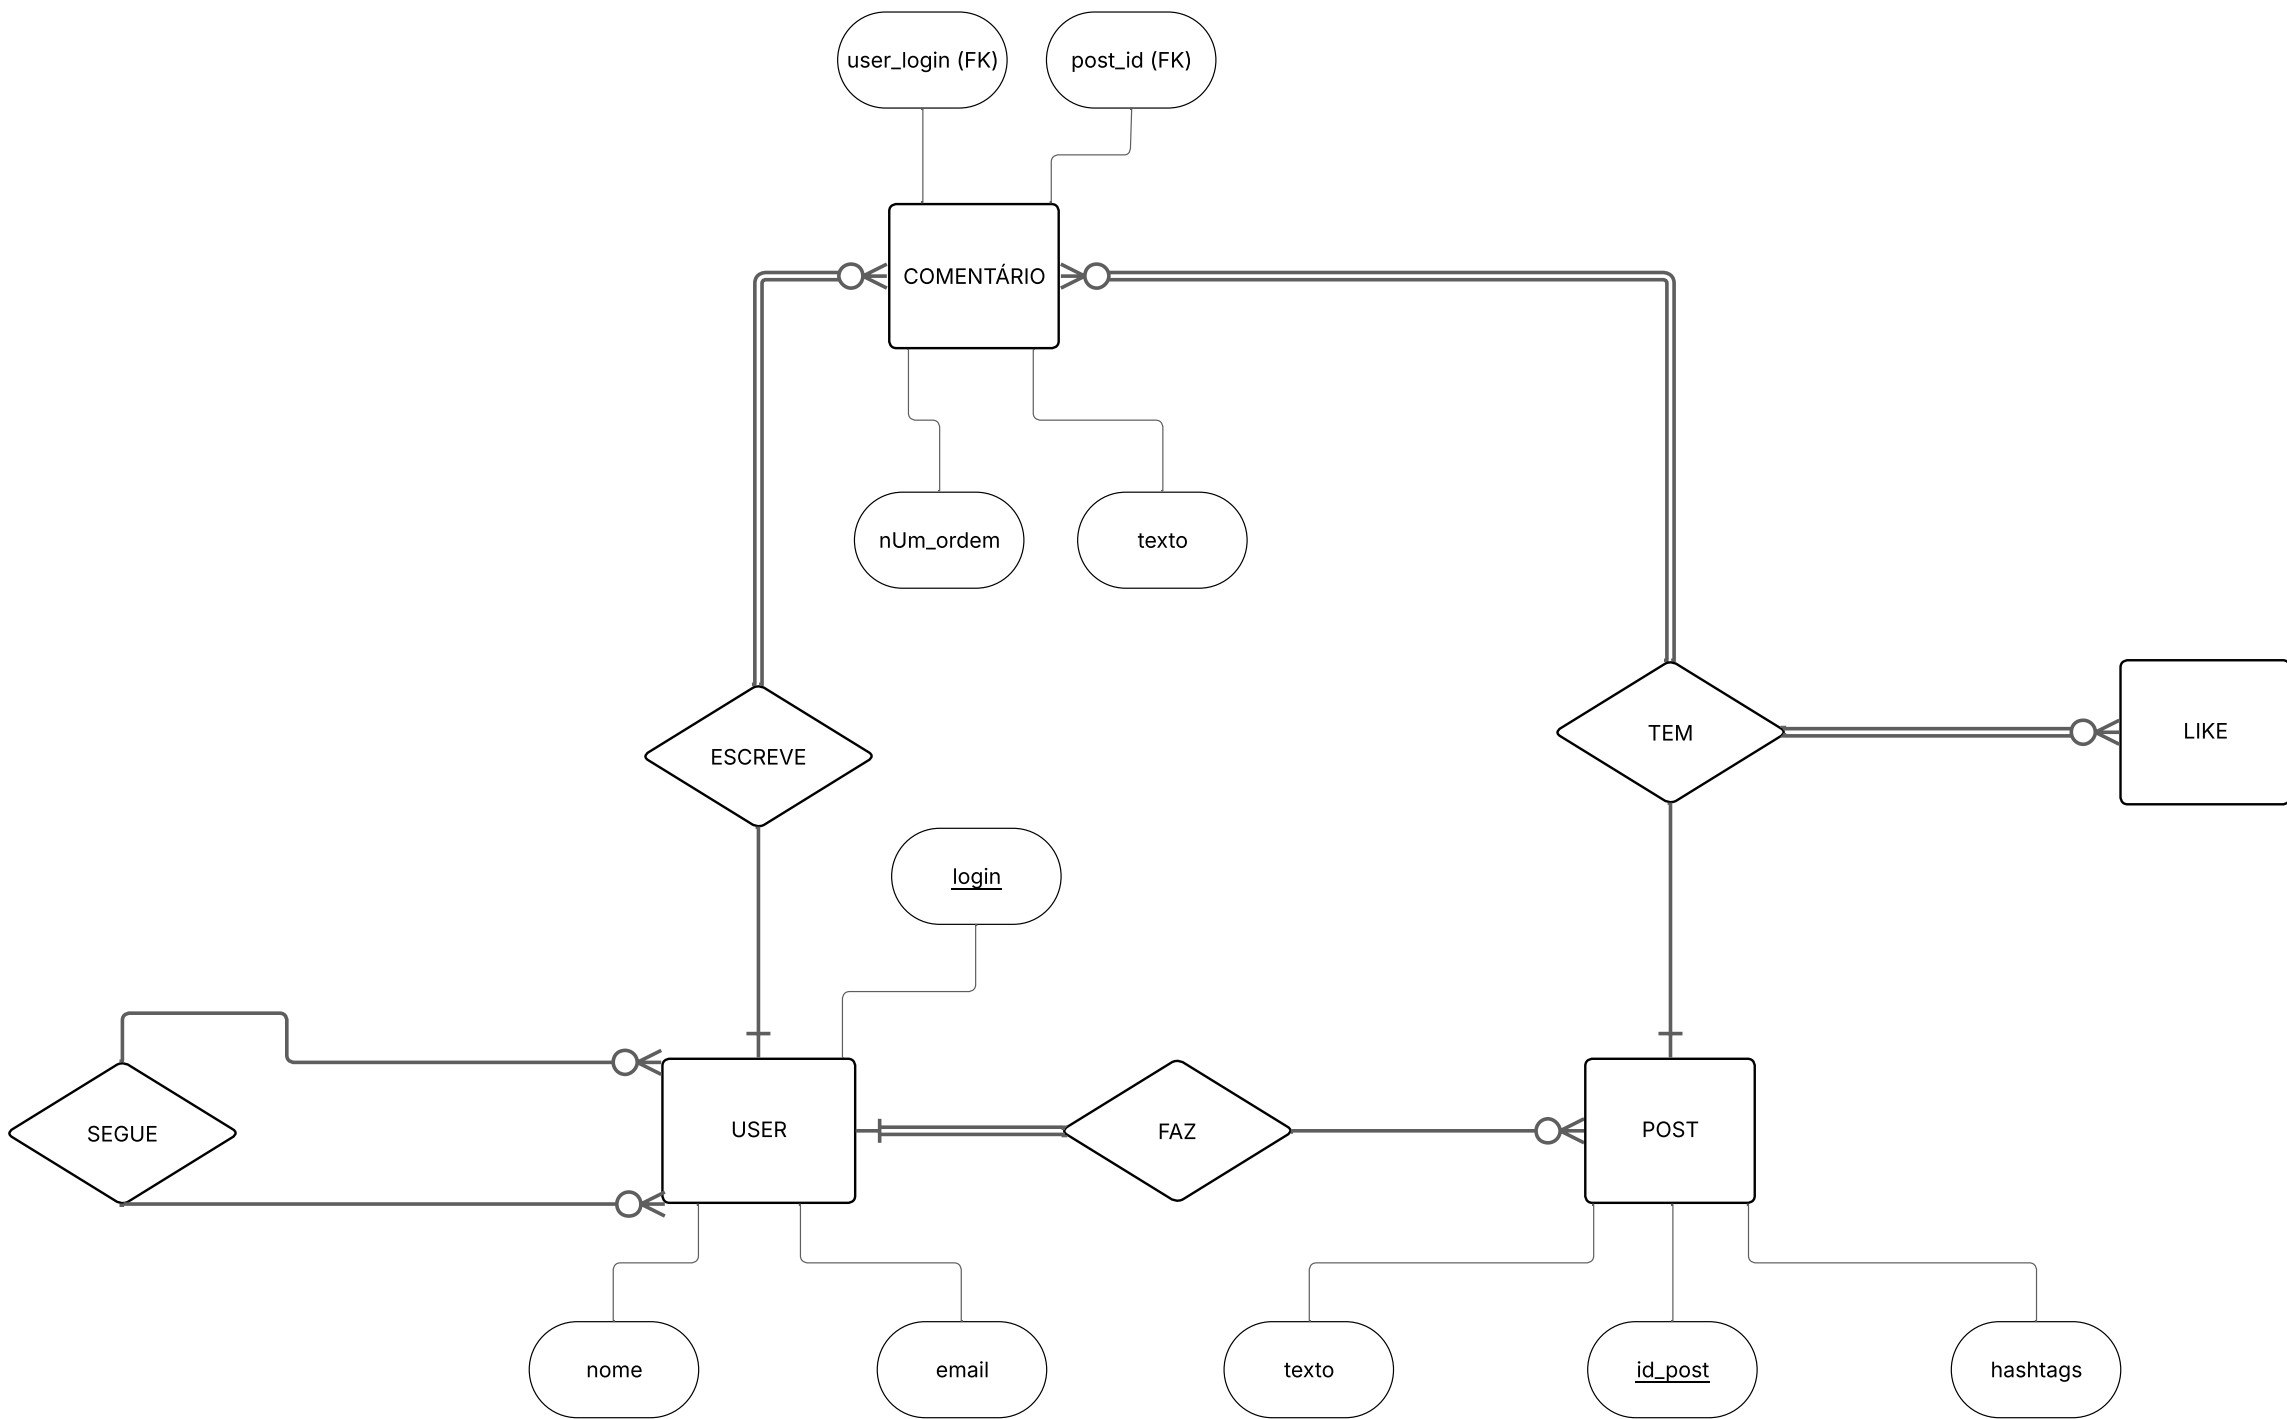 user_login (FK)
post_id (FK)
COMENTÁRIO
nUm_ordem
texto
ESCREVE
TEM
LIKE
login
SEGUE
USER
FAZ
POST
nome
email
texto
id_post
hashtags